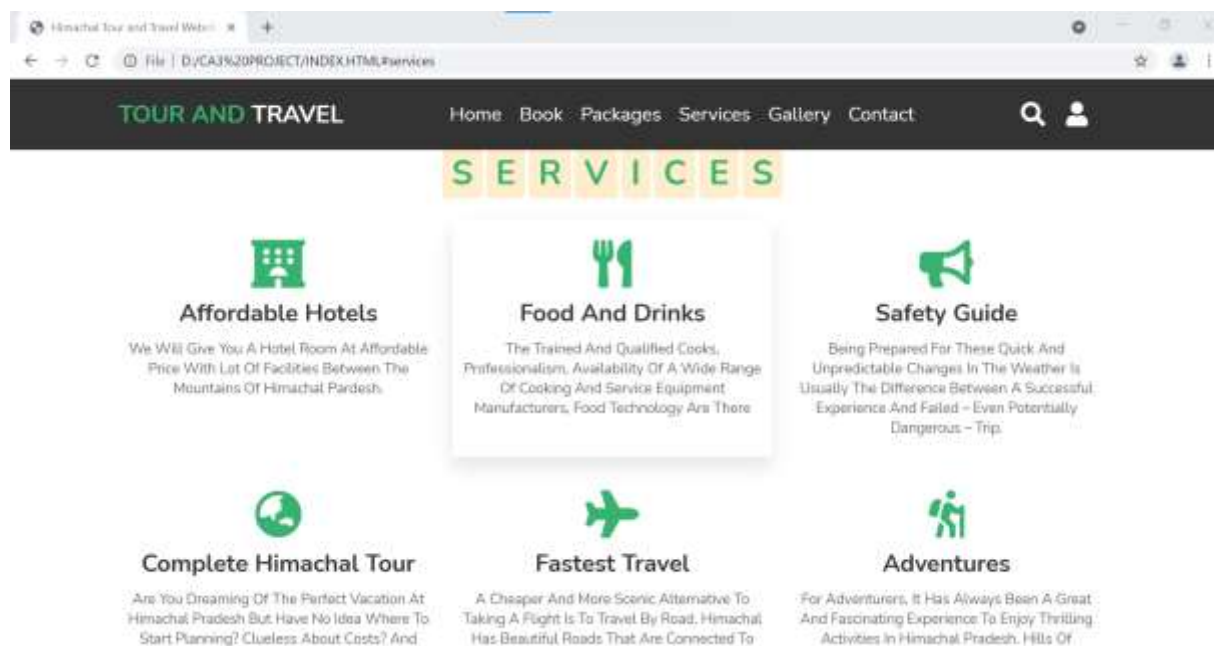 Himachal Tour and Travel Websi
File | D:/CA3%20PROJECT/INDEX.HTML#services
TOUR AND TRAVEL
Home Book Packages Services Gallery Contact
SERVICES
Affordable Hotels
We Will Give You A Hotel Room At Affordable
Price With Lot Of Facilities Between The
Mountains Of Himachal Pardesh.
Food And Drinks
The Trained And Qualified Cooks,
Professionalism, Availability Of A Wide Range
Of Cooking And Service Equipment
Manufacturers, Food Technology Are There
Safety Guide
Being Prepared For These Quick And
Unpredictable Changes In The Weather Is
Usually The Difference Between A Successful
Experience And Failed – Even Potentially
Dangerous – Trip.
Complete Himachal Tour
Are You Dreaming Of The Perfect Vacation At
Himachal Pradesh But Have No Idea Where To
Start Planning? Clueless About Costs? And
Fastest Travel
A Cheaper And More Scenic Alternative To
Taking A Flight Is To Travel By Road. Himachal
Has Beautiful Roads That Are Connected To
Adventures
For Adventurers, It Has Always Been A Great
And Fascinating Experience To Enjoy Thrilling
Activities In Himachal Pradesh. Hills Of